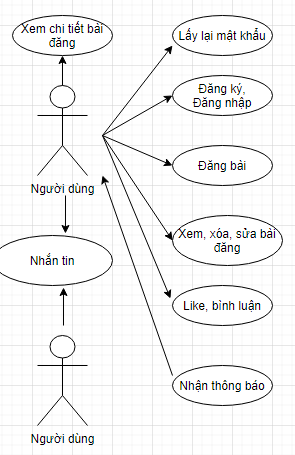 Xem chi tiết bài
đăng
Lấy lại mật khẩu
Đăng ký,
Đăng nhập
Đăng bài
Người dùng
Xem, xóa, sửa bài
đăng
Nhắn tin
Like, bình luận
Nhận thông báo
Người dùng